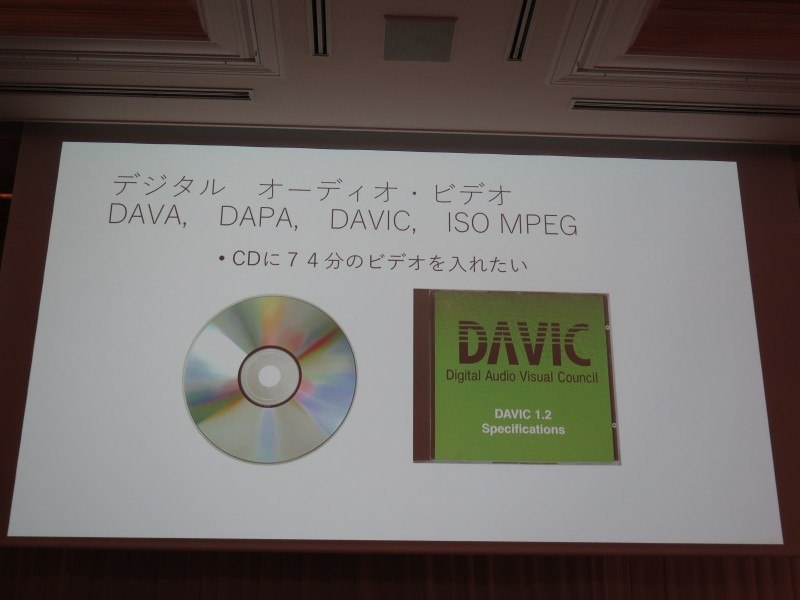 デジタル　オーディオ・ビデオ
DAVA,　DAPA,　DAVIC,　ISO MPEG
・CDに７４分のビデオを入れたい
DAVIC
Digital Audio Visual Council
DAVIC 1.2
Specifications